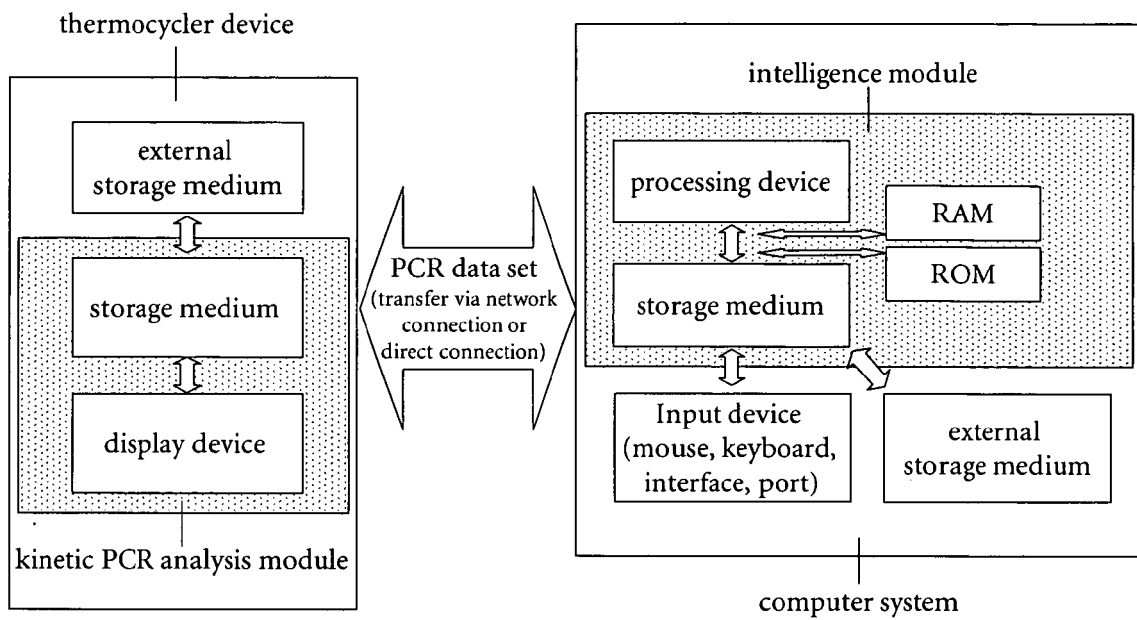 thermocycler device
external
storage medium
storage medium
display device
kinetic PCR analysis module
PCR data set
(transfer via network
connection or
direct connection)
intelligence module
processing device
RAM
ROM
storage medium
Input device
(mouse, keyboard,
interface, port)
external
storage medium
computer system